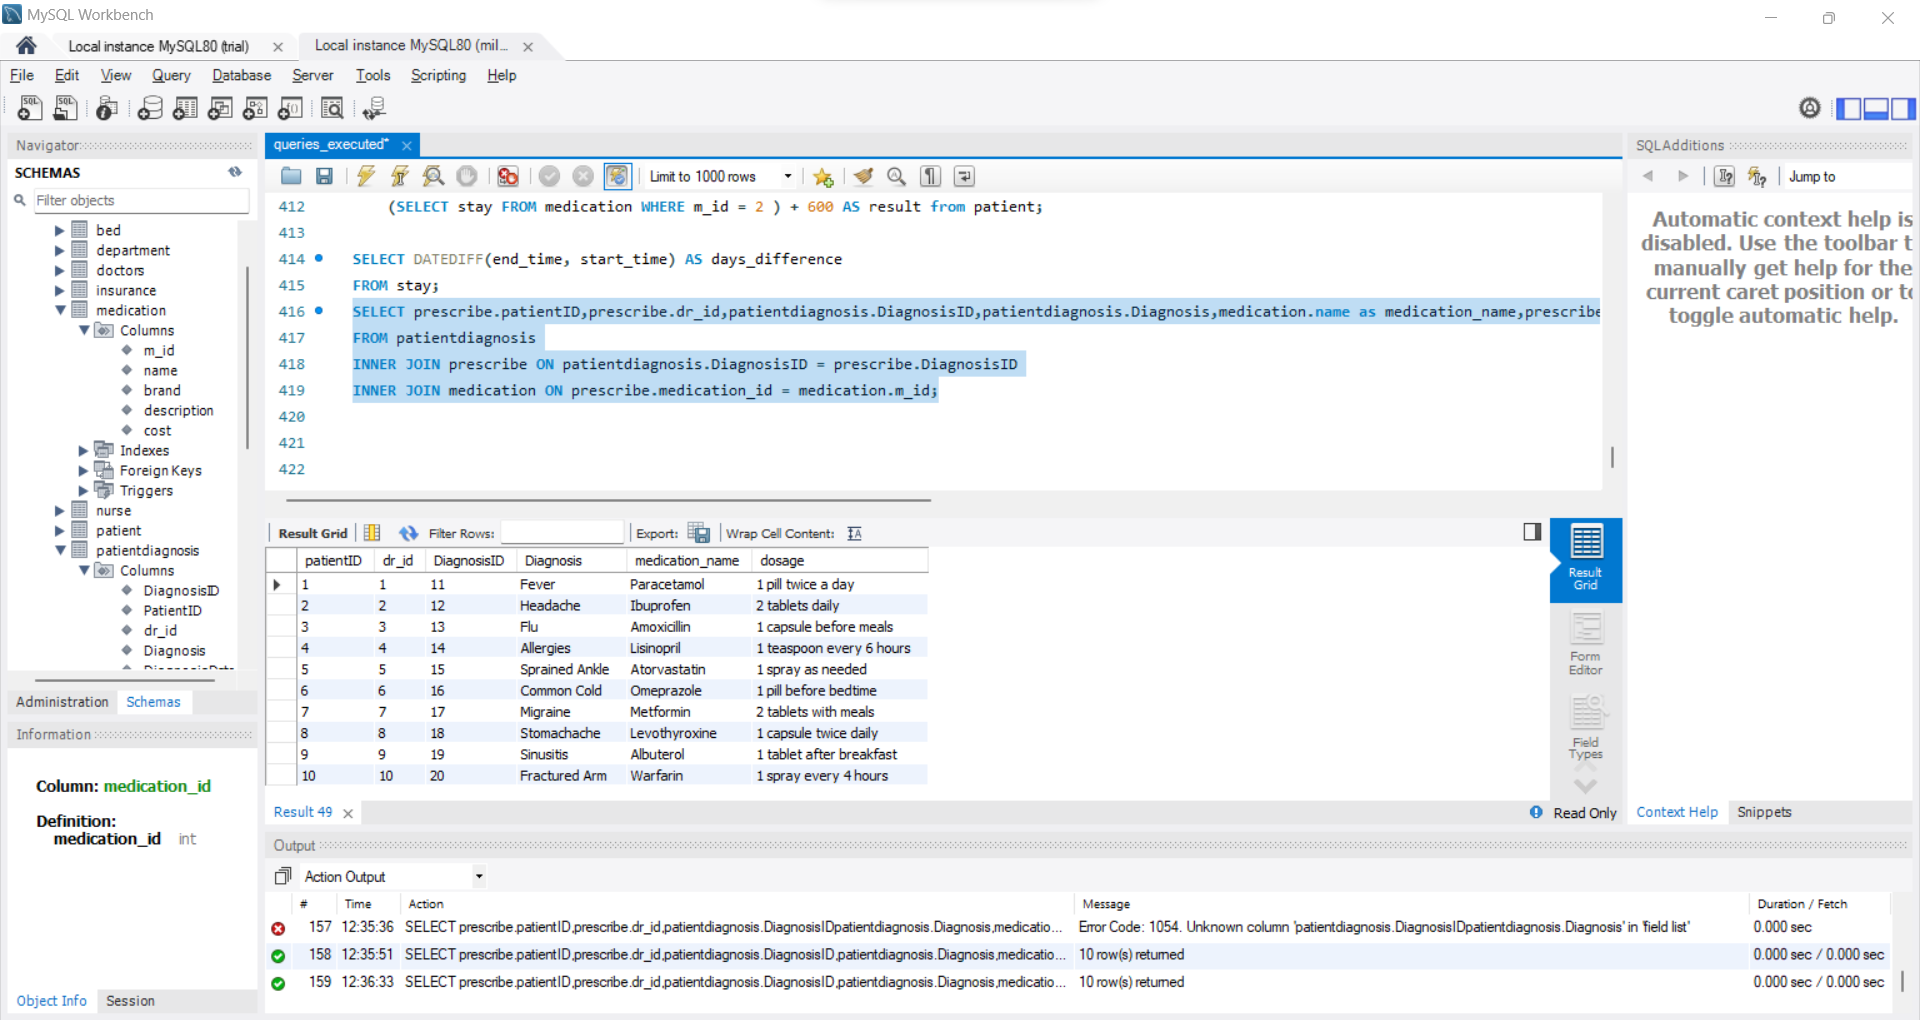 MySQL Workbench
Local instance MySQL80 (trial)
Local instance MySQL80 (mil...
File Edit View Query Database Server Tools Scripting Help
Navigator
SCHEMAS
Filter objects
bed
department
doctors
insurance
medication
Columns
m_id
name
brand
description
cost
Indexes
Foreign Keys
Triggers
nurse
patient
patientdiagnosis
Columns
DiagnosisID
PatientID
dr_id
Diagnosis
Administration Schemas
Information
Column: medication_id
Definition:
medication_id int
Object Info Session
queries_executed*
Limit to 1000 rows
412 (SELECT stay FROM medication WHERE m_id = 2 ) + 600 AS result from patient;
413
414 SELECT DATEDIFF(end_time, start_time) AS days_difference
415 FROM stay;
416 SELECT prescribe.patientID,prescribe.dr_id,patientdiagnosis.DiagnosisID,patientdiagnosis.Diagnosis,medication.name as medication_name,prescribe
417 FROM patientdiagnosis
418 INNER JOIN prescribe ON patientdiagnosis.DiagnosisID = prescribe.DiagnosisID
419 INNER JOIN medication ON prescribe.medication_id = medication.m_id;
420
421
422
Result Grid Filter Rows: Export: Wrap Cell Content:
patientID dr_id DiagnosisID Diagnosis medication_name dosage
1 1 11 Fever Paracetamol 1 pill twice a day
2 2 12 Headache Ibuprofen 2 tablets daily
3 3 13 Flu Amoxicillin 1 capsule before meals
4 4 14 Allergies Lisinopril 1 teaspoon every 6 hours
5 5 15 Sprained Ankle Atorvastatin 1 spray as needed
6 6 16 Common Cold Omeprazole 1 pill before bedtime
7 7 17 Migraine Metformin 2 tablets with meals
8 8 18 Stomachache Levothyroxine 1 capsule twice daily
9 9 19 Sinusitis Albuterol 1 tablet after breakfast
10 10 20 Fractured Arm Warfarin 1 spray every 4 hours
Result Grid
Form Editor
Field Types
Result 49
Read Only
Output
Action Output
# Time Action Message Duration / Fetch
157 12:35:36 SELECT prescribe.patientID,prescribe.dr_id,patientdiagnosis.DiagnosisIDpatientdiagnosis.Diagnosis,medicatio... Error Code: 1054. Unknown column 'patientdiagnosis.DiagnosisIDpatientdiagnosis.Diagnosis' in 'field list' 0.000 sec
158 12:35:51 SELECT prescribe.patientID,prescribe.dr_id,patientdiagnosis.DiagnosisID,patientdiagnosis.Diagnosis,medicatio... 10 row(s) returned 0.000 sec / 0.000 sec
159 12:36:33 SELECT prescribe.patientID,prescribe.dr_id,patientdiagnosis.DiagnosisID,patientdiagnosis.Diagnosis,medicatio... 10 row(s) returned 0.000 sec / 0.000 sec
SQLAdditions
Jump to
Automatic context help is
disabled. Use the toolbar t
manually get help for the
current caret position or to
toggle automatic help.
Context Help Snippets